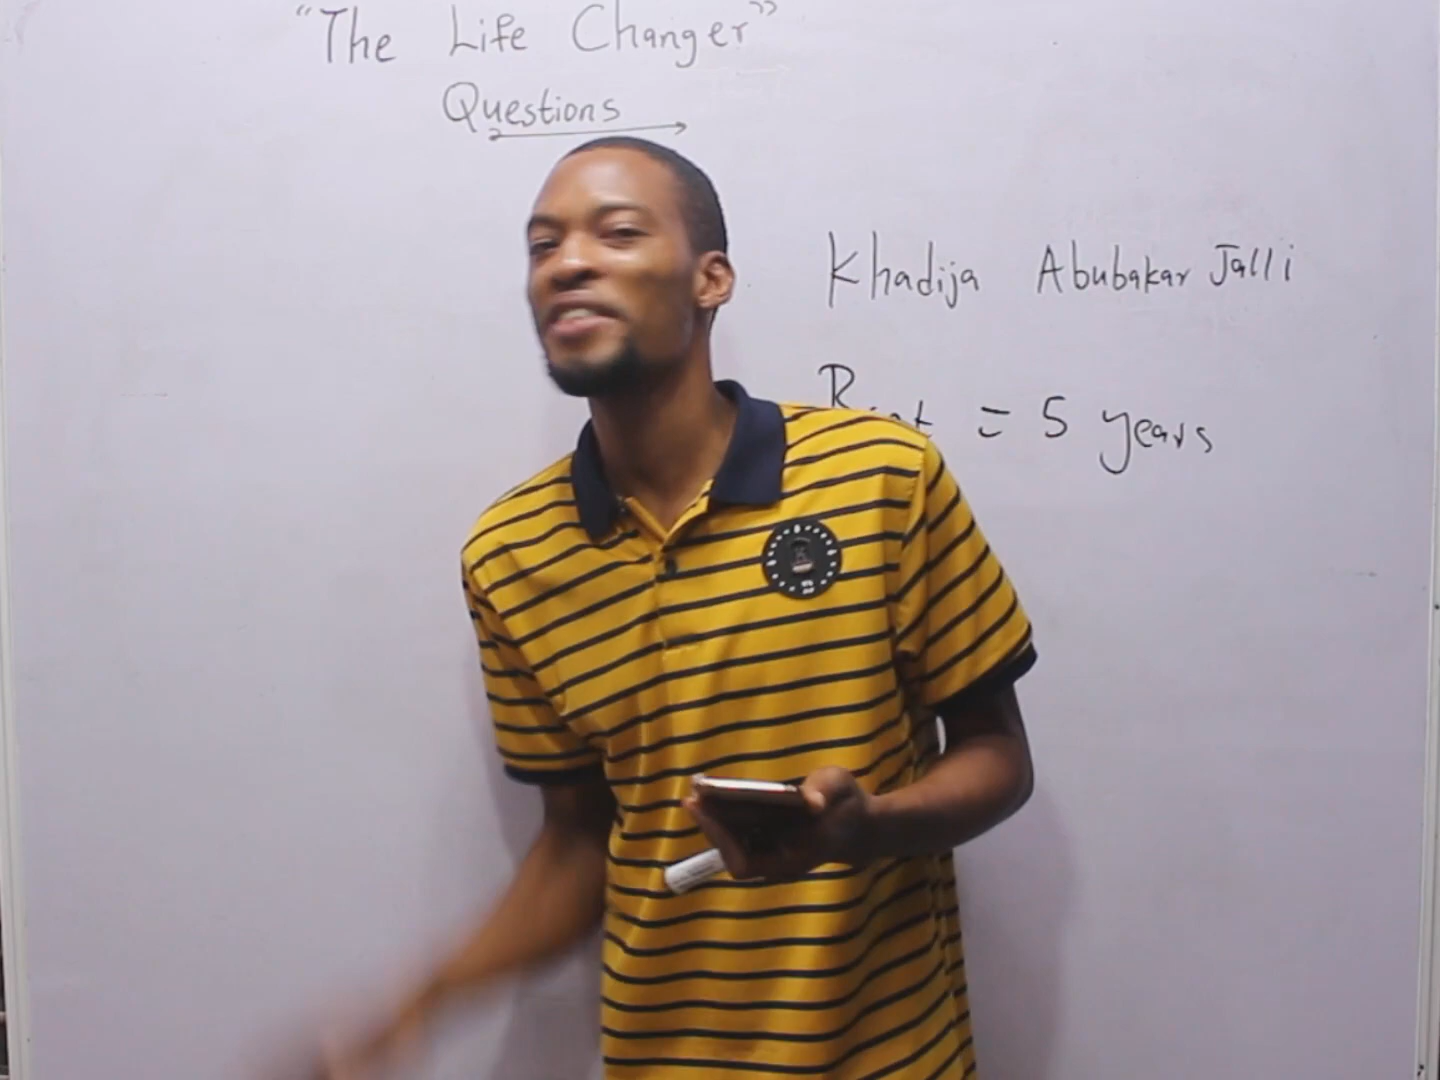 "The Life Changer"
Questions
Khadija Abubakar Jalli
= 5 years